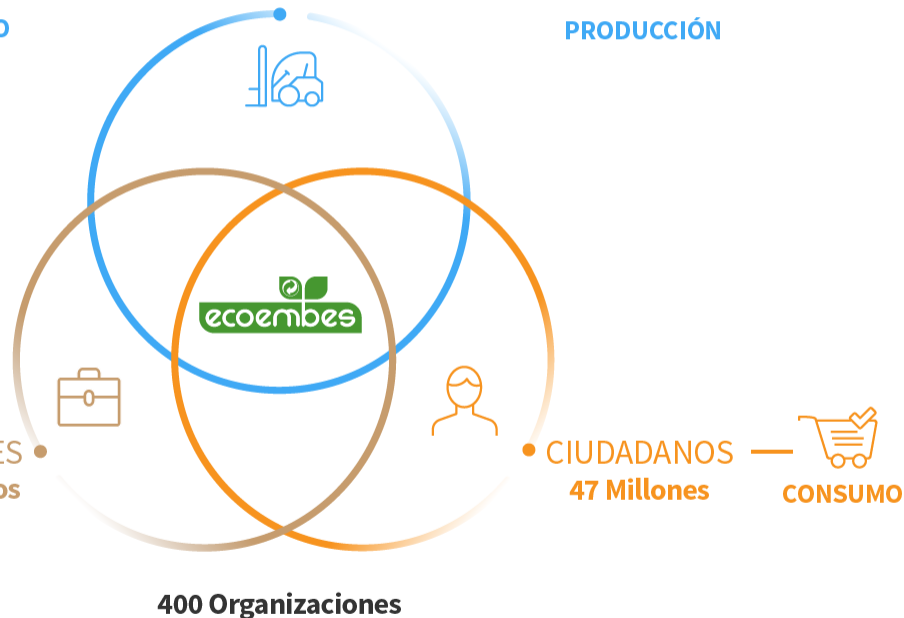 PRODUCCIÓN
ecoembes
CIUDADANOS
47 Millones
CONSUMO
400 Organizaciones